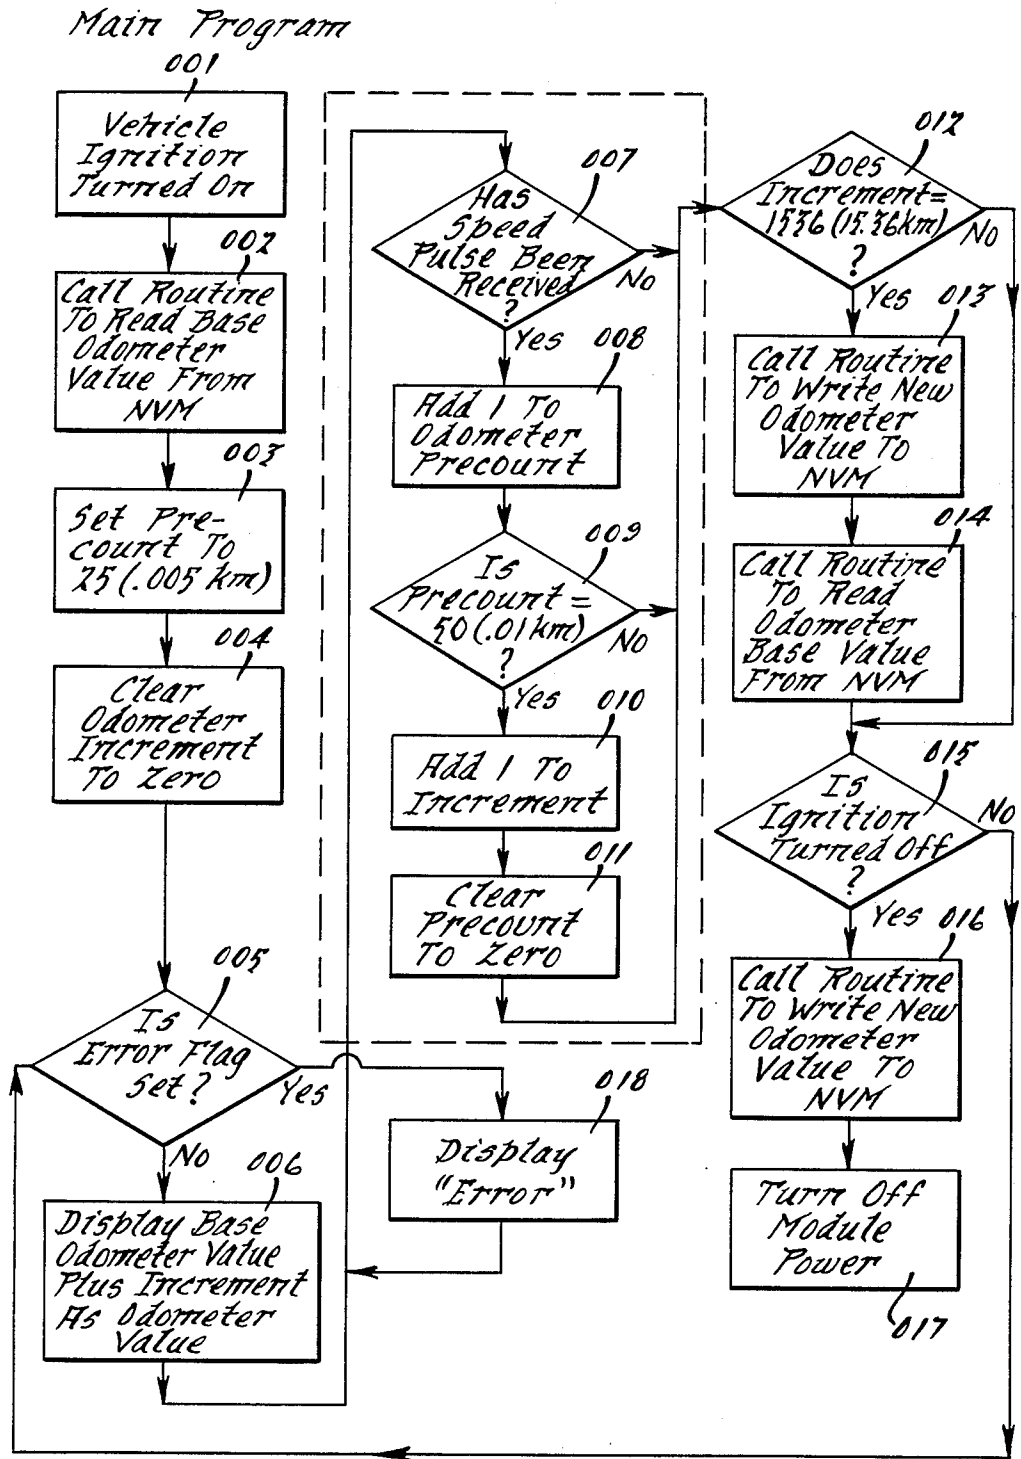 Main Program
001
Vehicle
Ignition
Turned On
002
Call Routine
To Read Base
Odometer
Value From
NVM
003
Set Pre-
count To
25 (.005 km)
004
Clear
Odometer
Increment
To Zero
005
Is
Error Flag
Set?
Yes
No
006
Display Base
Odometer Value
Plus Increment
As Odometer
Value
007
Has
Speed
Pulse Been
Received
?
No
Yes
008
Add 1 To
Odometer
Precount
009
Is
Precount =
50 (.01 km)
?
No
Yes
010
Add 1 To
Increment
011
Clear
Precount
To Zero
018
Display
"Error"
012
Does
Increment=
1536 (15.36km)
?
No
Yes
013
Call Routine
To Write New
Odometer
Value To
NVM
014
Call Routine
To Read
Odometer
Base Value
From NVM
015
Is
Ignition
Turned Off
?
No
Yes
016
Call Routine
To Write New
Odometer
Value To
NVM
Turn Off
Module
Power
017